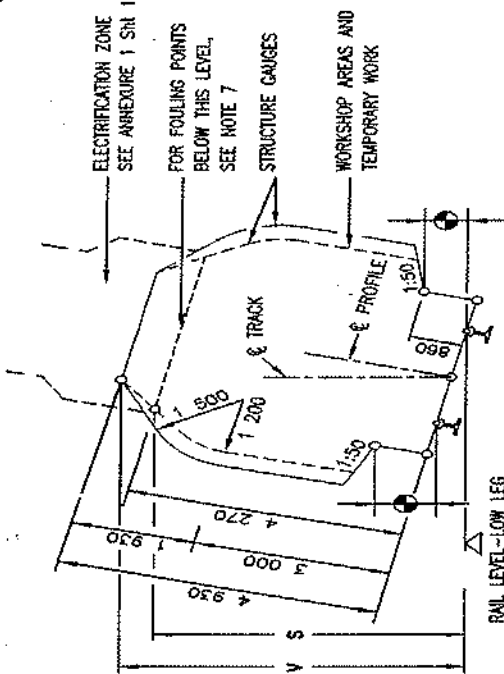 ELECTRIFICATION ZONE
SEE ANNEXURE 1 Sht 1
FOR FOULING POINTS
BELOW THIS LEVEL,
SEE NOTE 7
STRUCTURE GAUGES
WORKSHOP AREAS AND
TEMPORARY WORK
1 500
1 200
1:50
1:50
860
℄ TRACK
℄ PROFILE
4 270
1 930
3 000
4 930
S
V
RAIL LEVEL-LOW LEG